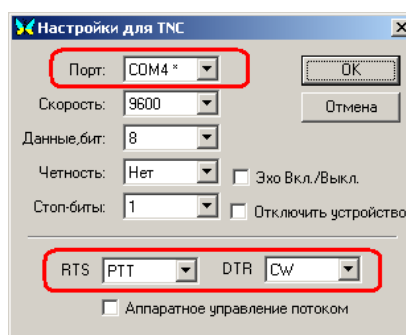 Настройки для TNC
Порт: COM4 * OK
Скорость: 9600 Отмена
Данные,бит: 8
Четность: Нет Эхо Вкл./Выкл.
Стоп-биты: 1 Отключить устройство
RTS PTT DTR CW
Аппаратное управление потоком